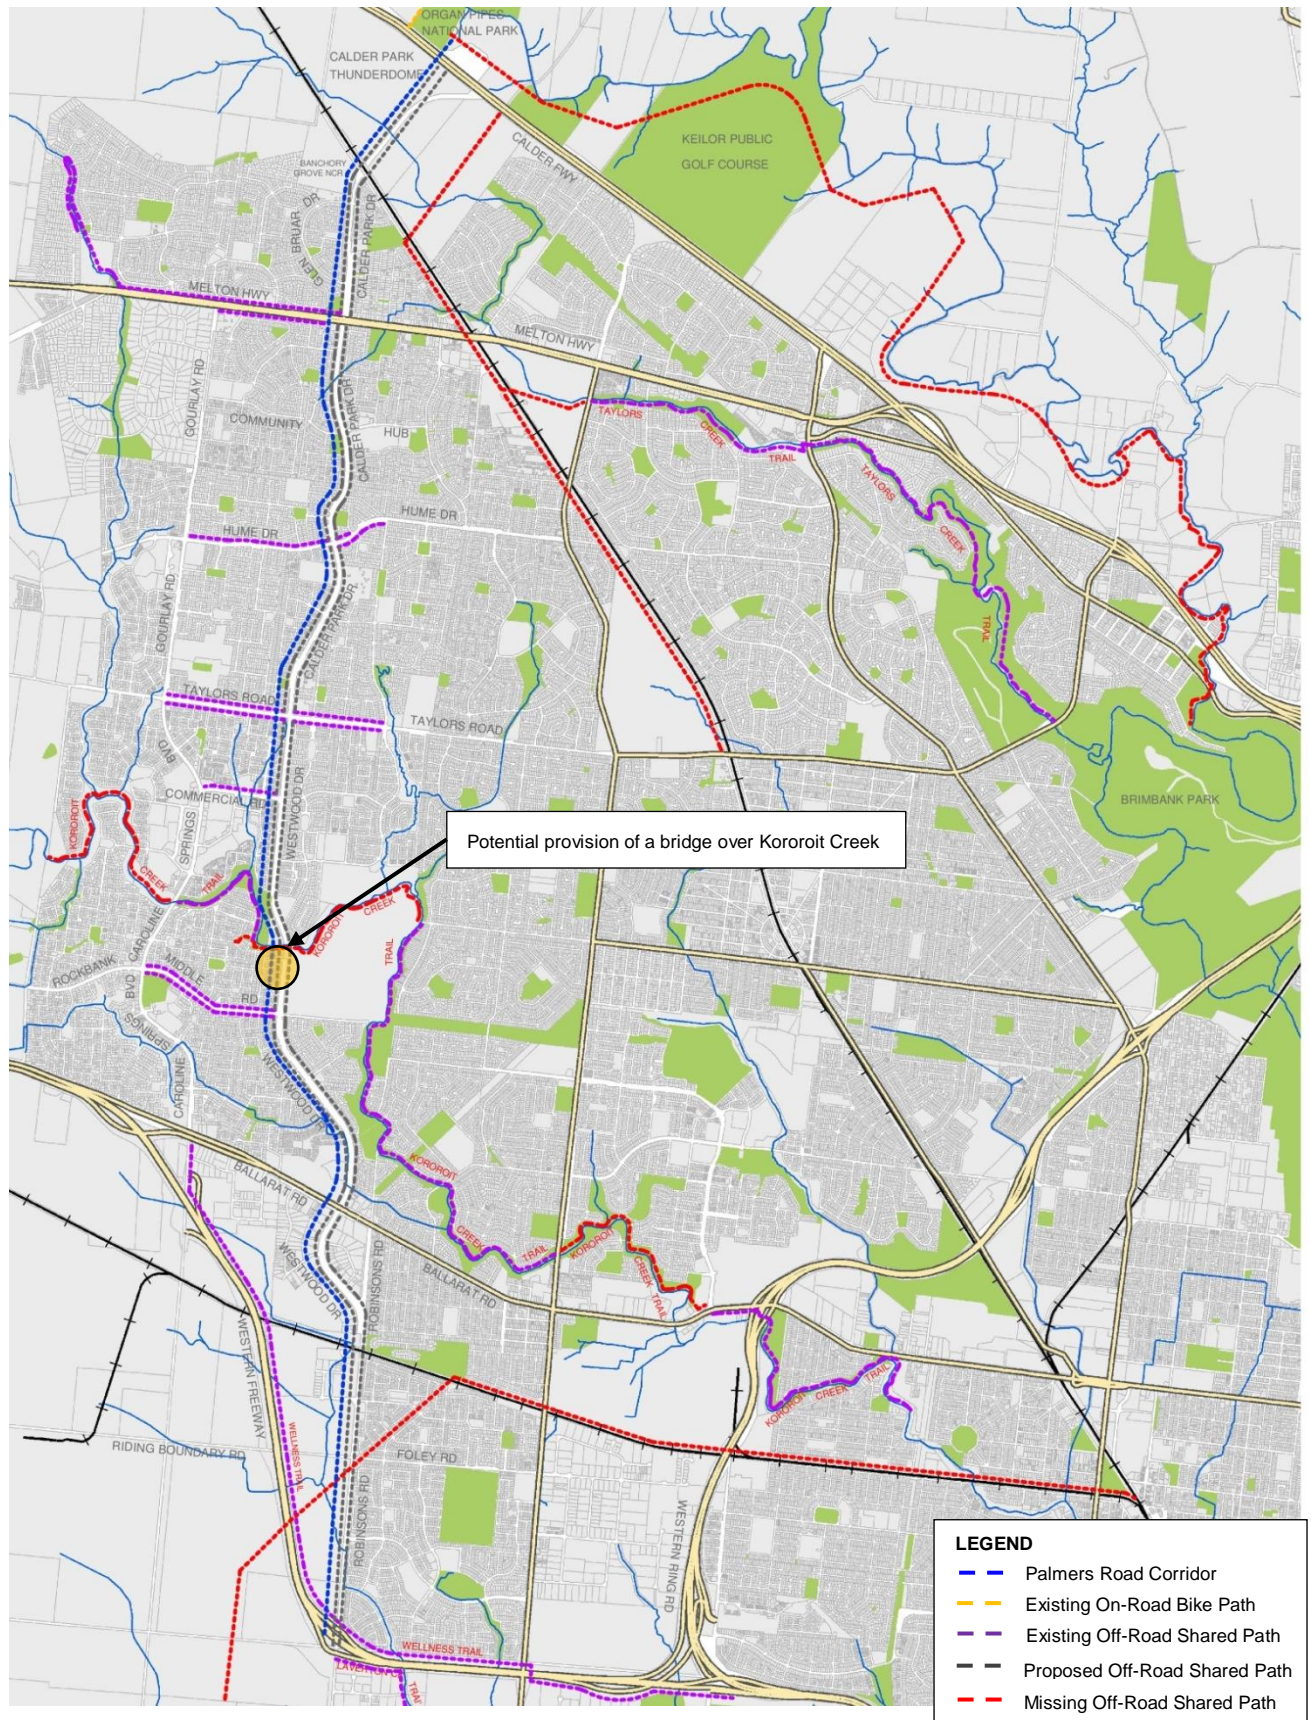 ORGAN PIPES
NATIONAL PARK
CALDER PARK
THUNDERDOME
KEILOR PUBLIC
GOLF COURSE
CALDER FWY
BANCHORY
GROVE NCR
GLEN BRUAR DR
CALDER PARK DR
MELTON HWY
MELTON HWY
GOURLAY RD
COMMUNITY
HUB
CALDER PARK DR
TAYLORS
CREEK
TRAIL
TAYLORS
CREEK
TRAIL
HUME DR
HUME DR
GOURLAY RD
CALDER PARK DR
TAYLORS ROAD
TAYLORS ROAD
BVD
COMMERCIAL RD
SPRINGS
WESTWOOD DR
BRIMBANK PARK
Potential provision of a bridge over Kororoit Creek
KOROROIT
CREEK
TRAIL
KOROROIT
CREEK
TRAIL
CAROLINE
ROCKBANK
MIDDLE
RD
BVD
SPRINGS
CAROLINE
WESTWOOD DR
BALLARAT RD
KOROROIT
CREEK
TRAIL
KOROROIT
CREEK
TRAIL
WESTWOOD DR
ROBINSONS RD
BALLARAT RD
WESTERN FREEWAY
KOROROIT
CREEK
TRAIL
WELLNESS TRAIL
RIDING BOUNDARY RD
FOLEY RD
ROBINSONS RD
WESTERN RING RD
WELLNESS TRAIL
LEGEND
Palmers Road Corridor
Existing On-Road Bike Path
Existing Off-Road Shared Path
Proposed Off-Road Shared Path
Missing Off-Road Shared Path